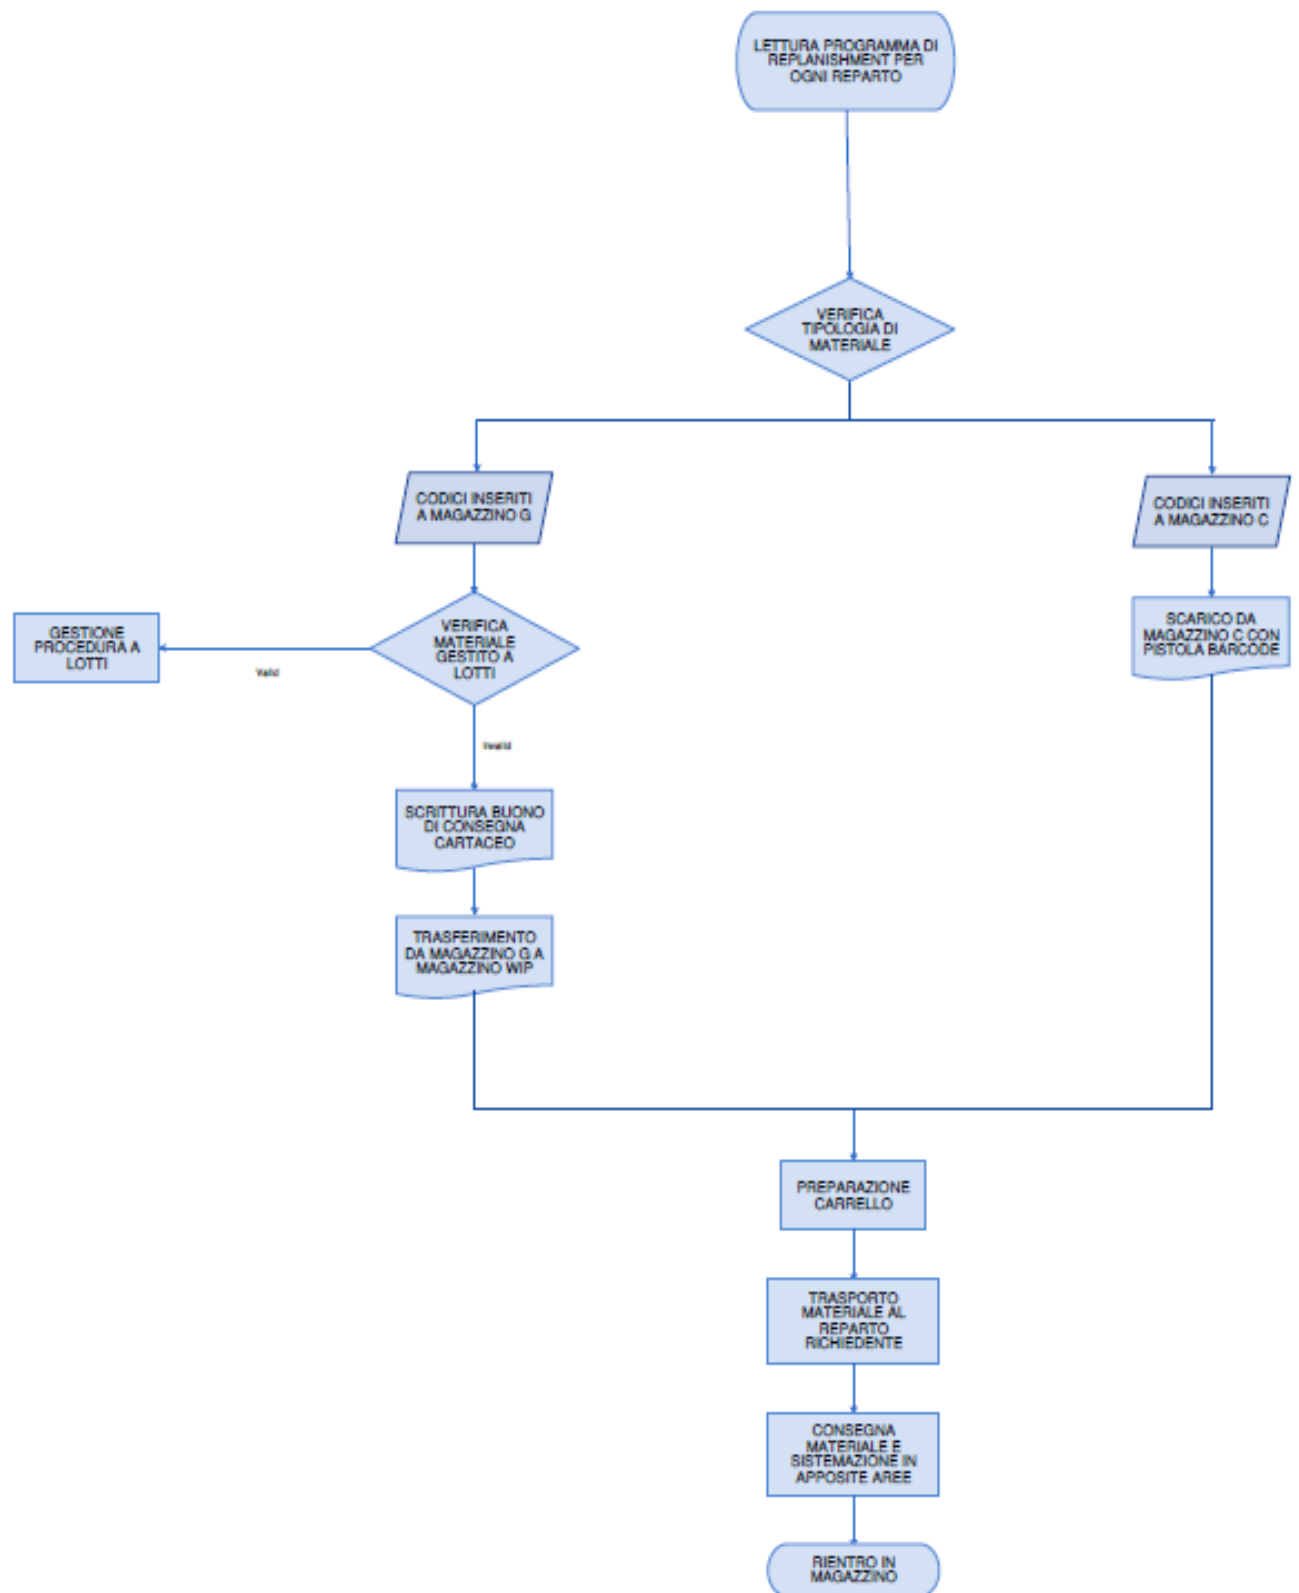 LETTURA PROGRAMMA DI
REPLANISHMENT PER
OGNI REPARTO
VERIFICA
TIPOLOGIA DI
MATERIALE
CODICI INSERITI
A MAGAZZINO G
CODICI INSERITI
A MAGAZZINO C
GESTIONE
PROCEDURA A
LOTTI
Valid
VERIFICA
MATERIALE
GESTITO A
LOTTI
SCARICO DA
MAGAZZINO C CON
PISTOLA BARCODE
Invalid
SCRITTURA BUONO
DI CONSEGNA
CARTACEO
TRASFERIMENTO
DA MAGAZZINO G A
MAGAZZINO WIP
PREPARAZIONE
CARRELLO
TRASPORTO
MATERIALE AL
REPARTO
RICHIEDENTE
CONSEGNA
MATERIALE E
SISTEMAZIONE IN
APPOSITE AREE
RIENTRO IN
MAGAZZINO